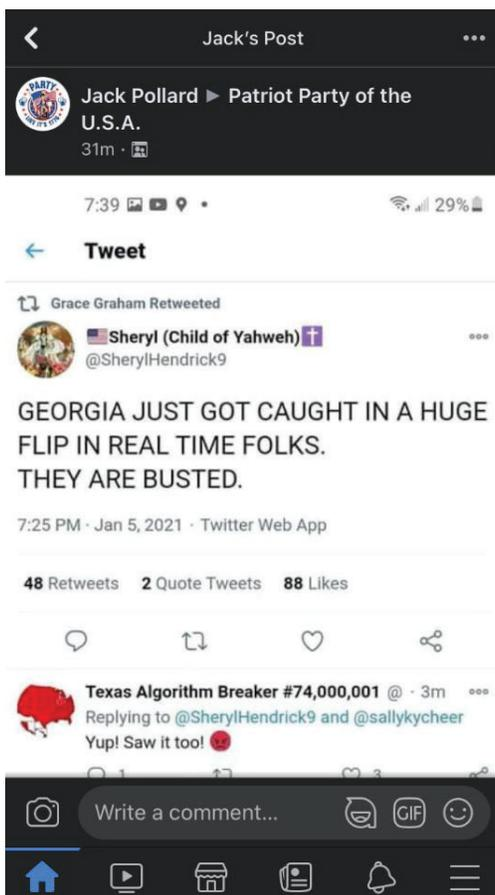 Jack's Post
Jack Pollard ▶ Patriot Party of the
U.S.A.
31m ·
7:39 • 29%
Tweet
Grace Graham Retweeted
Sheryl (Child of Yahweh)
@SherylHendrick9
GEORGIA JUST GOT CAUGHT IN A HUGE
FLIP IN REAL TIME FOLKS.
THEY ARE BUSTED.
7:25 PM · Jan 5, 2021 · Twitter Web App
48 Retweets 2 Quote Tweets 88 Likes
Texas Algorithm Breaker #74,000,001 @ · 3m
Replying to @SherylHendrick9 and @sallykycheer
Yup! Saw it too!
1 3
Write a comment...
GIF